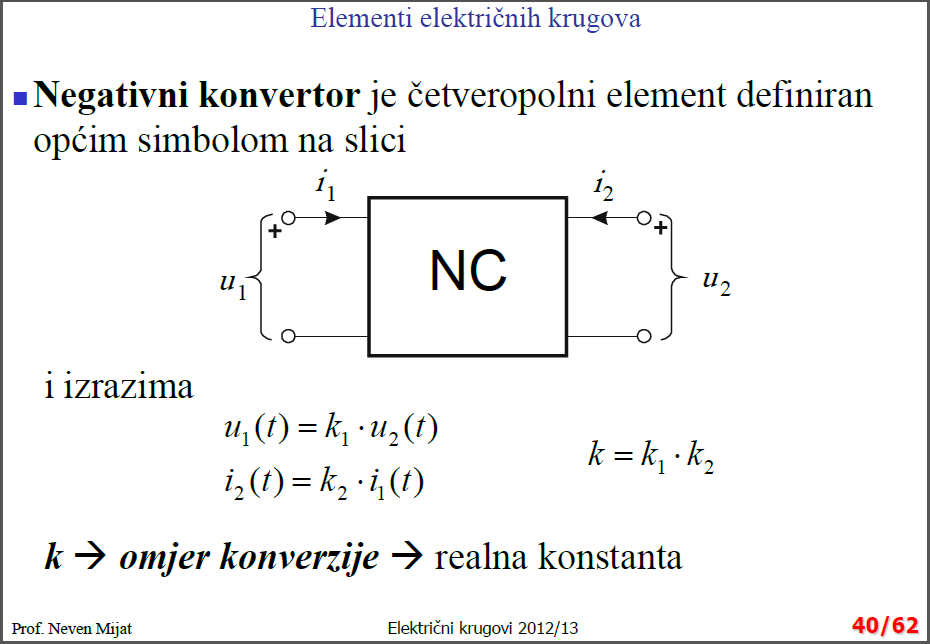 Elementi električnih krugova
Negativni konvertor je četveropolni element definiran
općim simbolom na slici
i₁
i₂
+
+
NC
u₁
u₂
i izrazima
u₁(t) = k₁ · u₂(t)
k = k₁ · k₂
i₂(t) = k₂ · i₁(t)
k → omjer konverzije → realna konstanta
Prof. Neven Mijat
Električni krugovi 2012/13
40/62